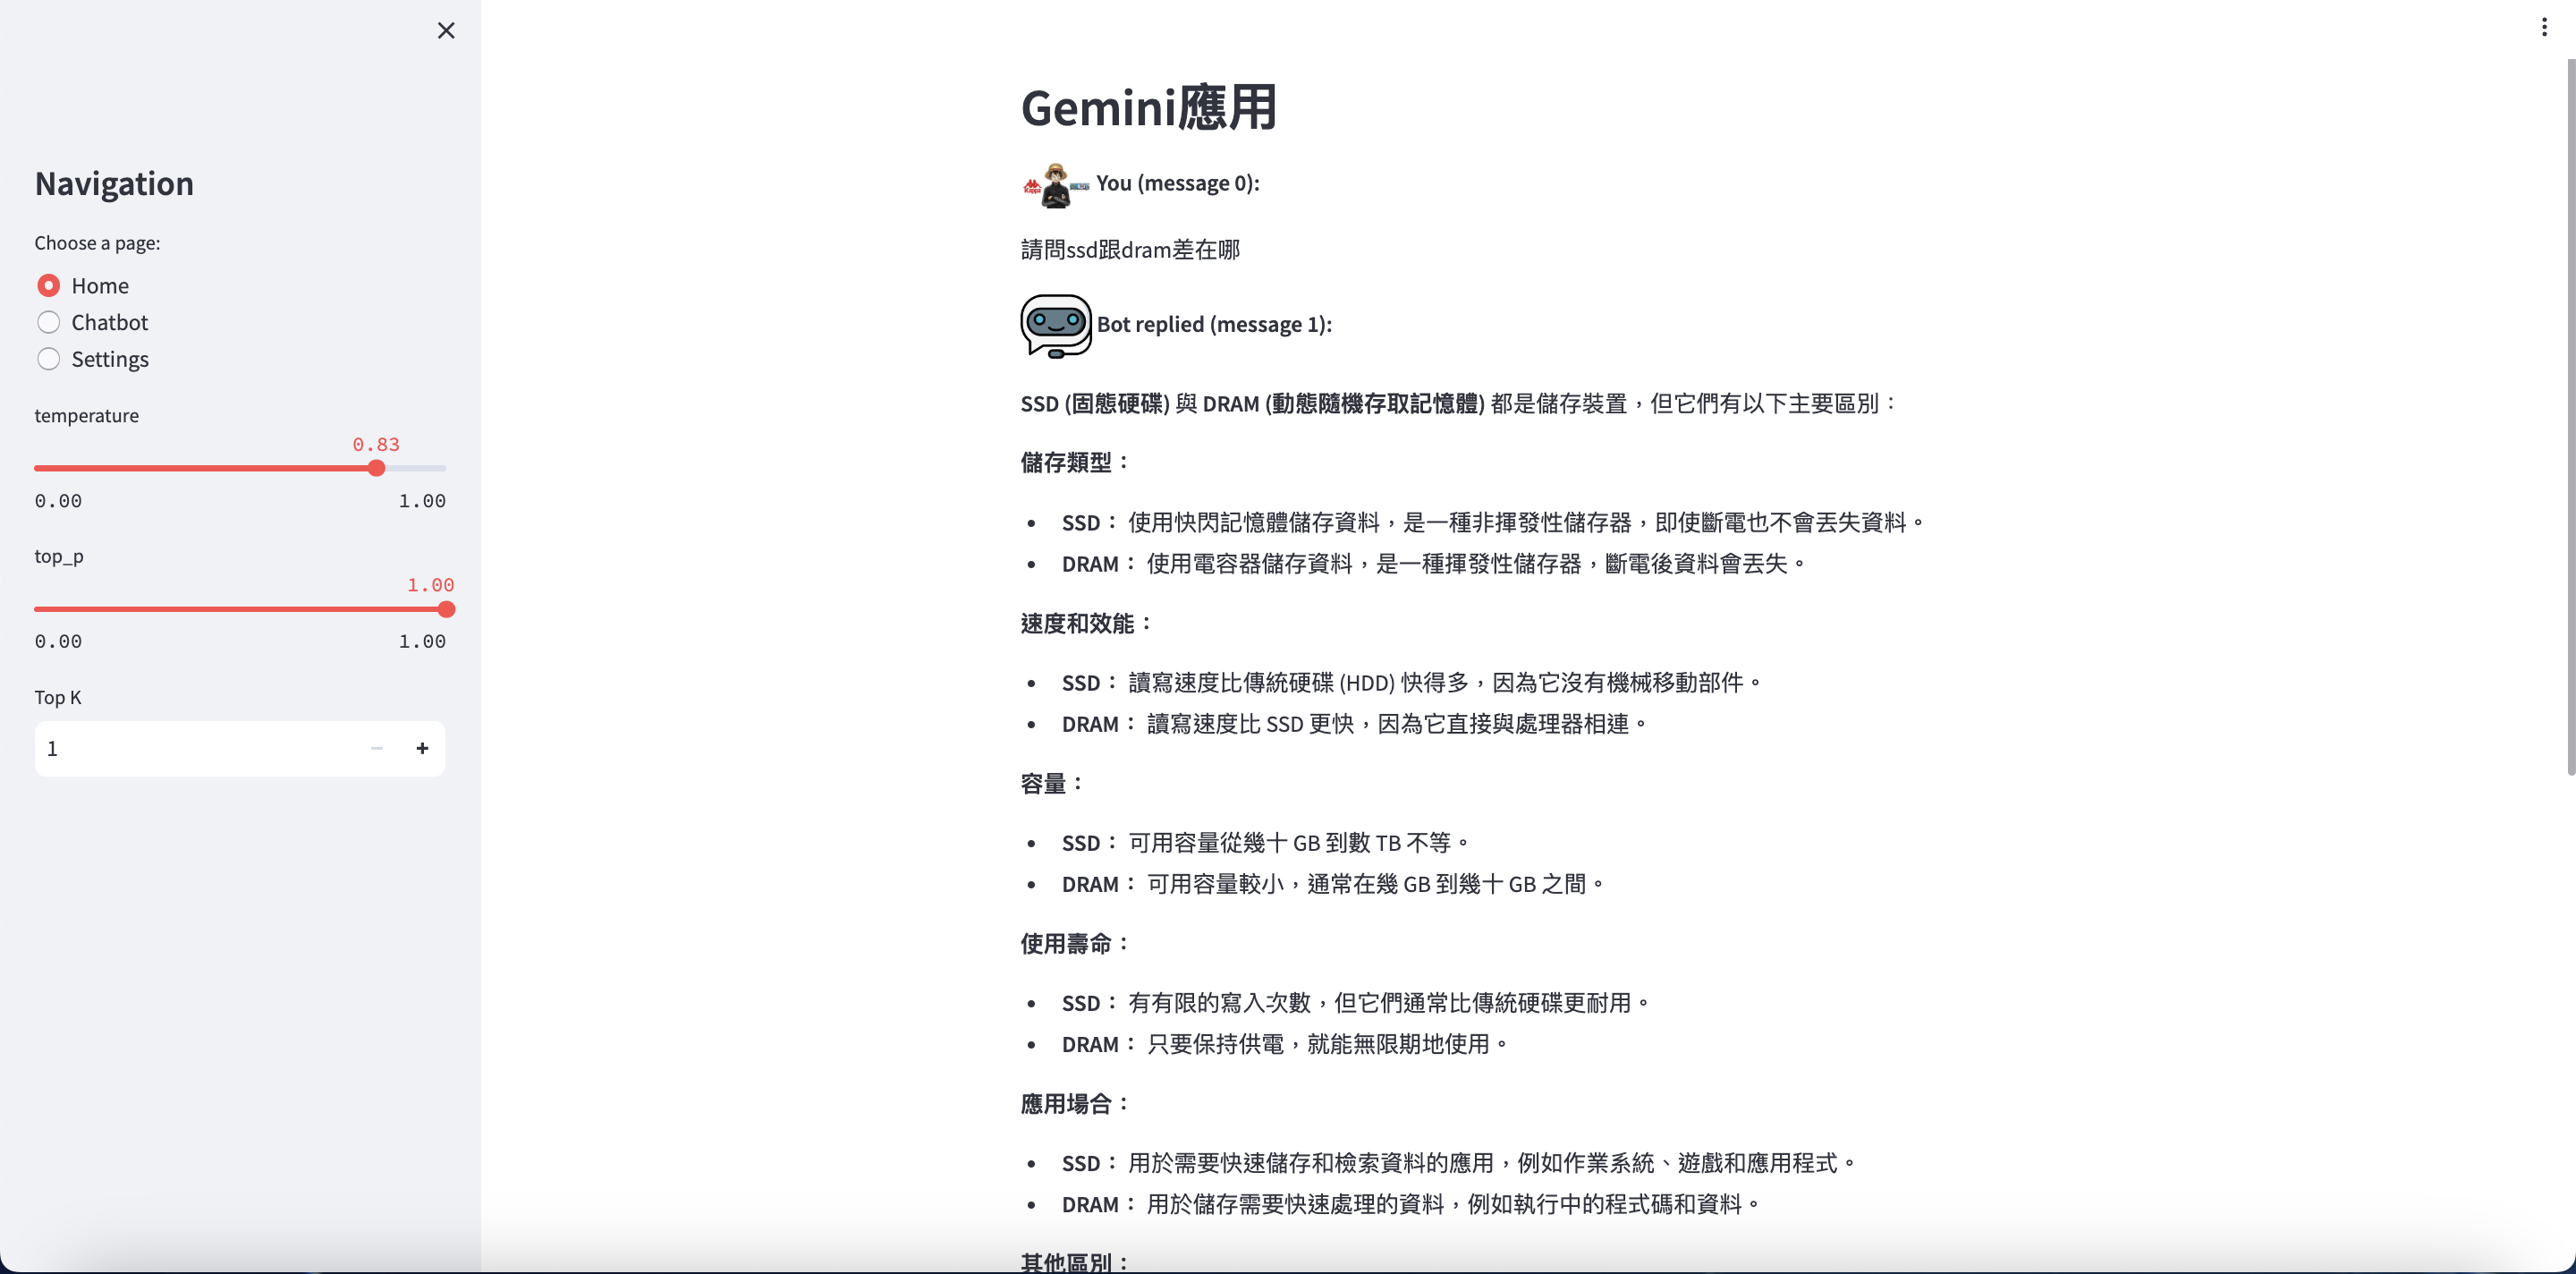 Navigation
Choose a page:
Home
Chatbot
Settings
temperature
0.83
0.00 1.00
top_p
1.00
0.00 1.00
Top K
1
Gemini應用
You (message 0):
請問ssd跟dram差在哪
Bot replied (message 1):
SSD (固態硬碟) 與 DRAM (動態隨機存取記憶體) 都是儲存裝置，但它們有以下主要區別：
儲存類型：
• SSD： 使用快閃記憶體儲存資料，是一種非揮發性儲存器，即使斷電也不會丟失資料。
• DRAM： 使用電容器儲存資料，是一種揮發性儲存器，斷電後資料會丟失。
速度和效能：
• SSD： 讀寫速度比傳統硬碟 (HDD) 快得多，因為它沒有機械移動部件。
• DRAM： 讀寫速度比 SSD 更快，因為它直接與處理器相連。
容量：
• SSD： 可用容量從幾十 GB 到數 TB 不等。
• DRAM： 可用容量較小，通常在幾 GB 到幾十 GB 之間。
使用壽命：
• SSD： 有有限的寫入次數，但它們通常比傳統硬碟更耐用。
• DRAM： 只要保持供電，就能無限期地使用。
應用場合：
• SSD： 用於需要快速儲存和檢索資料的應用，例如作業系統、遊戲和應用程式。
• DRAM： 用於儲存需要快速處理的資料，例如執行中的程式碼和資料。
其他區別：